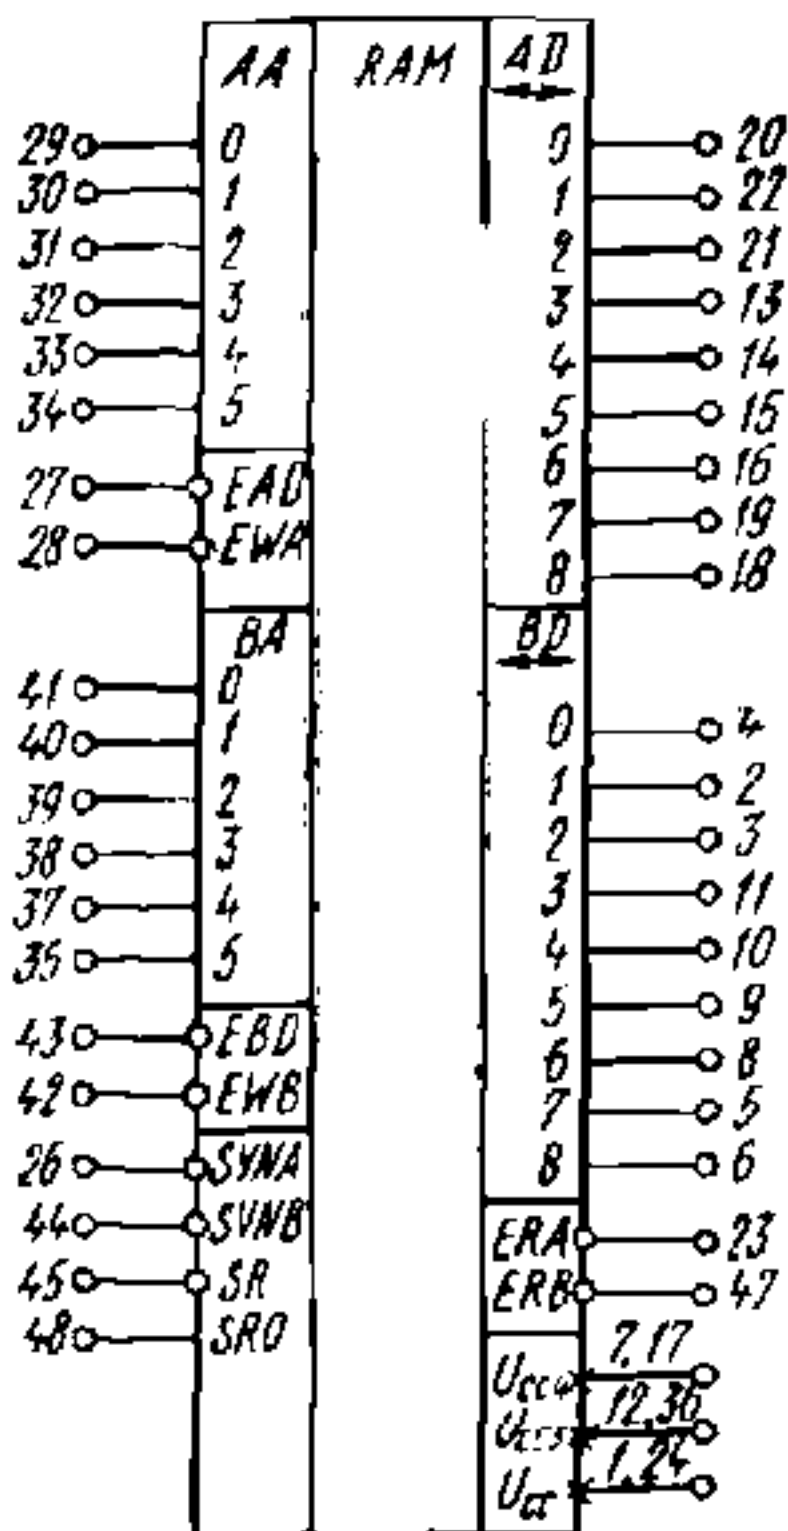 AA RAM AD
29 0 0 20
30 1 1 22
31 2 2 21
32 3 3 13
33 4 4 14
34 5 5 15
6 16
27 EAD
7 19
28 EWA
8 18
BA BD
41 0
0 4
40 1
1 2
39 2
2 3
38 3
3 11
37 4
4 10
35 5
5 9
43 EBD
6 8
42 EWB
7 5
26 SYNA
8 6
44 SYNB
ERA 23
45 SR
ERB 47
48 SRO
7,17
12,36
1,24